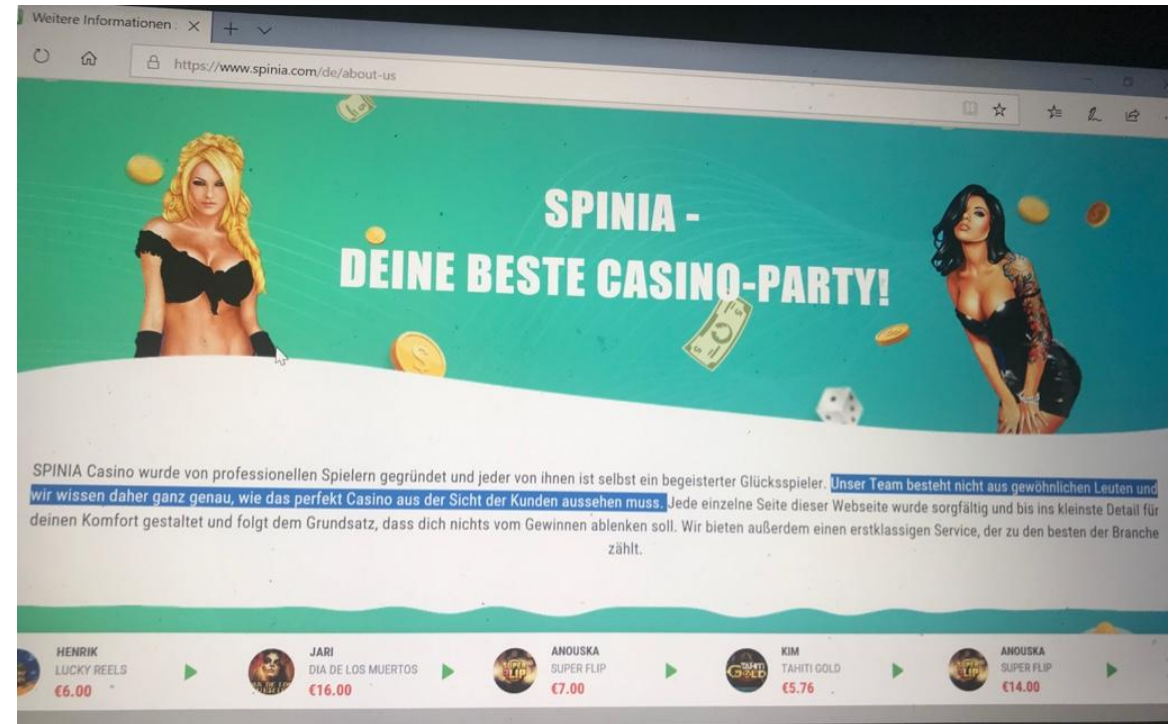 Weitere Informationen
https://www.spinia.com/de/about-us
SPINIA -
DEINE BESTE CASINO-PARTY!
SPINIA Casino wurde von professionellen Spielern gegründet und jeder von ihnen ist selbst ein begeisterter Glücksspieler. Unser Team besteht nicht aus gewöhnlichen Leuten und
wir wissen daher ganz genau, wie das perfekt Casino aus der Sicht der Kunden aussehen muss. Jede einzelne Seite dieser Webseite wurde sorgfältig und bis ins kleinste Detail für
deinen Komfort gestaltet und folgt dem Grundsatz, dass dich nichts vom Gewinnen ablenken soll. Wir bieten außerdem einen erstklassigen Service, der zu den besten der Branche
zählt.
HENRIK
LUCKY REELS
€6.00
JARI
DIA DE LOS MUERTOS
€16.00
SUPER FLIP
ANOUSKA
SUPER FLIP
€7.00
TAHITI GOLD
KIM
TAHITI GOLD
€5.76
SUPER FLIP
ANOUSKA
SUPER FLIP
€14.00